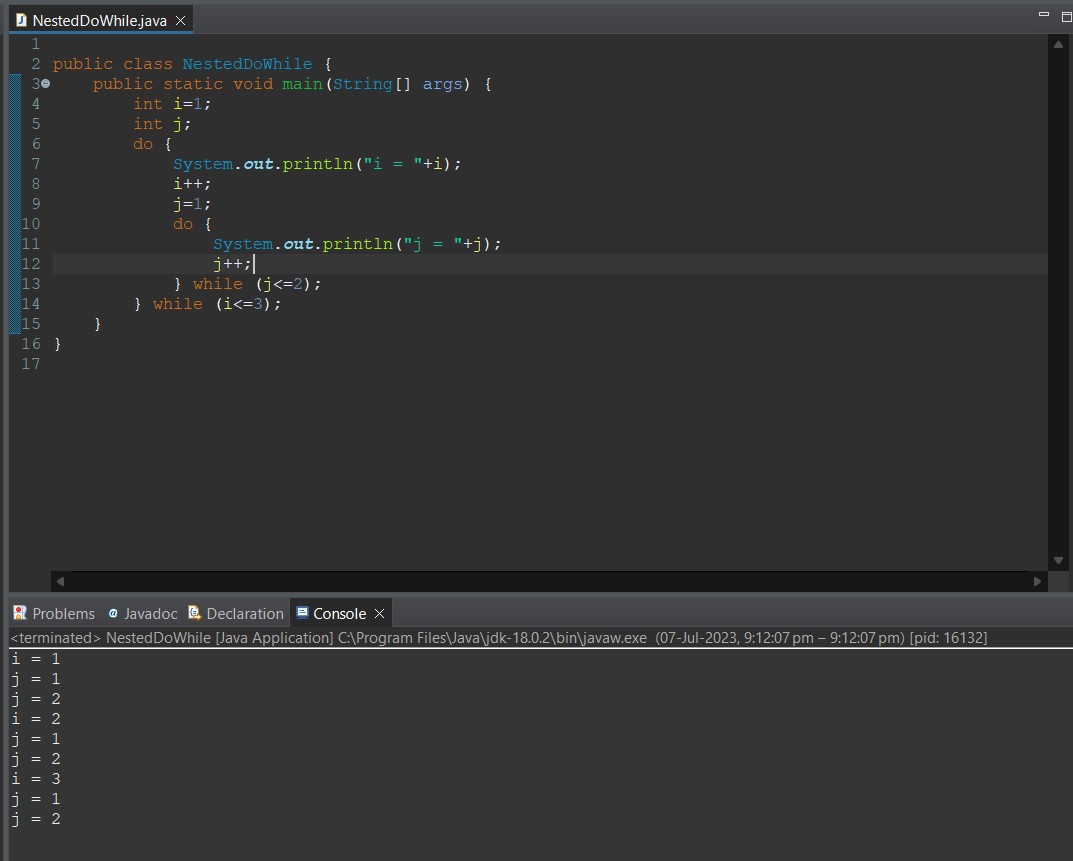 NestedDoWhile.java
1
2 public class NestedDoWhile {
3 public static void main(String[] args) {
4 int i=1;
5 int j;
6 do {
7 System.out.println("i = "+i);
8 i++;
9 j=1;
10 do {
11 System.out.println("j = "+j);
12 j++;
13 } while (j<=2);
14 } while (i<=3);
15 }
16 }
17
Problems @ Javadoc Declaration Console
<terminated> NestedDoWhile [Java Application] C:\Program Files\Java\jdk-18.0.2\bin\javaw.exe (07-Jul-2023, 9:12:07 pm – 9:12:07 pm) [pid: 16132]
i = 1
j = 1
j = 2
i = 2
j = 1
j = 2
i = 3
j = 1
j = 2